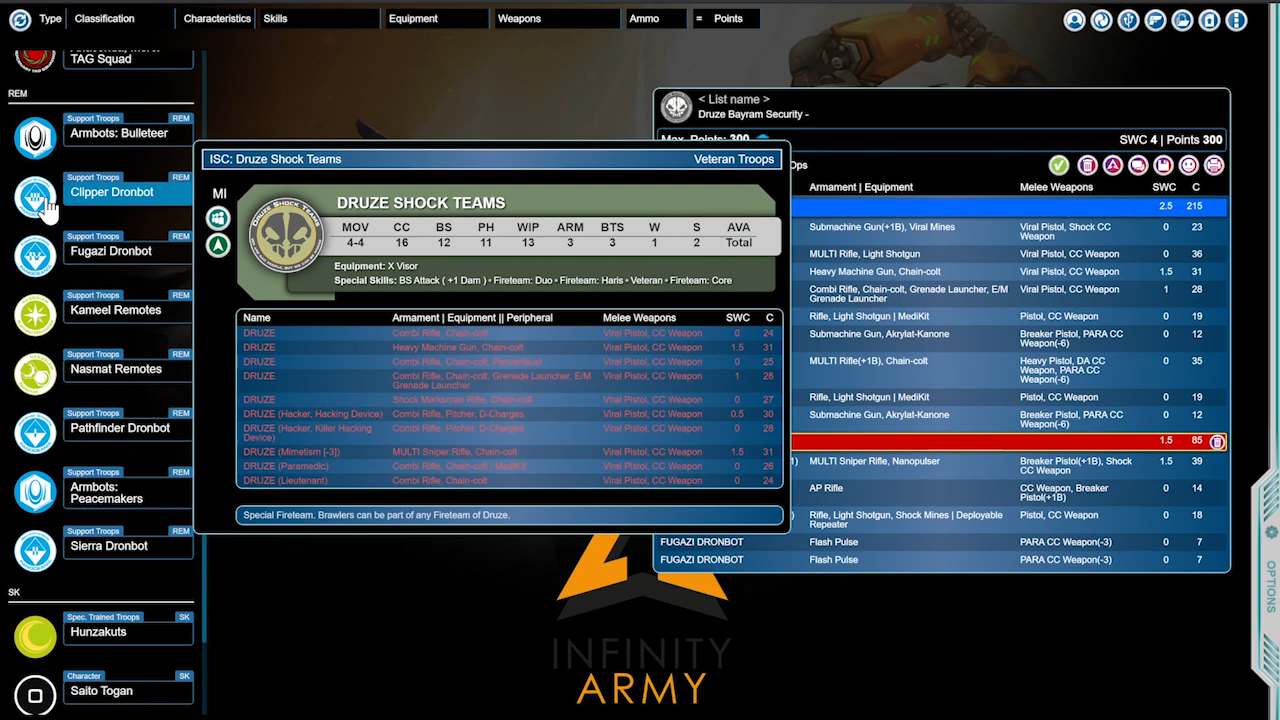 Type Classification Characteristics Skills Equipment Weapons Ammo = Points
TAG Squad
REM
Support Troops REM
Armbots: Bulleteer
Support Troops REM
Clipper Dronbot
Support Troops REM
Fugazi Dronbot
Support Troops REM
Kameel Remotes
Support Troops REM
Nasmat Remotes
Support Troops REM
Pathfinder Dronbot
Support Troops REM
Armbots:
Peacemakers
Support Troops REM
Sierra Dronbot
SK
Spec. Trained Troops SK
Hunzakuts
Character SK
Saito Togan
ISC: Druze Shock Teams Veteran Troops
MI
DRUZE SHOCK TEAMS
MOV CC BS PH WIP ARM BTS W S AVA
4-4 16 12 11 13 3 3 1 2 Total
Equipment: X Visor
Special Skills: BS Attack ( +1 Dam ) • Fireteam: Duo • Fireteam: Haris • Veteran • Fireteam: Core
Name Armament | Equipment || Peripheral Melee Weapons SWC C
DRUZE Combi Rifle, Chain-colt Viral Pistol, CC Weapon 0 24
DRUZE Heavy Machine Gun, Chain-colt Viral Pistol, CC Weapon 1.5 31
DRUZE Combi Rifle, Chain-colt, Panzerfaust Viral Pistol, CC Weapon 0 25
DRUZE Combi Rifle, Chain-colt, Grenade Launcher, E/M Viral Pistol, CC Weapon 1 28
Grenade Launcher
DRUZE Shock Marksman Rifle, Chain-colt Viral Pistol, CC Weapon 0 27
DRUZE (Hacker, Hacking Device) Combi Rifle, Pitcher, D-Charges Viral Pistol, CC Weapon 0.5 30
DRUZE (Hacker, Killer Hacking Combi Rifle, Pitcher, D-Charges Viral Pistol, CC Weapon 0 28
Device)
DRUZE (Mimetism [-3]) MULTI Sniper Rifle, Chain-colt Viral Pistol, CC Weapon 1.5 31
DRUZE (Paramedic) Combi Rifle, Chain-colt | MediKit Viral Pistol, CC Weapon 0 26
DRUZE (Lieutenant) Combi Rifle, Chain-colt Viral Pistol, CC Weapon 0 24
Special Fireteam. Brawlers can be part of any Fireteam of Druze.
< List name >
Druze Bayram Security -
Max. Points: 300 SWC 4 | Points 300
Armament | Equipment Melee Weapons SWC C
2.5 215
Submachine Gun(+1B), Viral Mines Viral Pistol, Shock CC 0 23
Weapon
MULTI Rifle, Light Shotgun Viral Pistol, CC Weapon 0 36
Heavy Machine Gun, Chain-colt Viral Pistol, CC Weapon 1.5 31
Combi Rifle, Chain-colt, Grenade Launcher, E/M Viral Pistol, CC Weapon 1 28
Grenade Launcher
Rifle, Light Shotgun | MediKit Pistol, CC Weapon 0 19
Submachine Gun, Akrylat-Kanone Breaker Pistol, PARA CC 0 12
Weapon(-6)
MULTI Rifle(+1B), Chain-colt Heavy Pistol, DA CC 0 35
Weapon, PARA CC
Weapon(-6)
Rifle, Light Shotgun | MediKit Pistol, CC Weapon 0 19
Submachine Gun, Akrylat-Kanone Breaker Pistol, PARA CC 0 12
Weapon(-6)
1.5 85
MULTI Sniper Rifle, Nanopulser Breaker Pistol(+1B), Shock 1.5 39
CC Weapon
AP Rifle CC Weapon, Breaker 0 14
Pistol(+1B)
Rifle, Light Shotgun, Shock Mines | Deployable Pistol, CC Weapon 0 18
Repeater
FUGAZI DRONBOT Flash Pulse PARA CC Weapon(-3) 0 7
FUGAZI DRONBOT Flash Pulse PARA CC Weapon(-3) 0 7
INFINITY
ARMY
OPTIONS